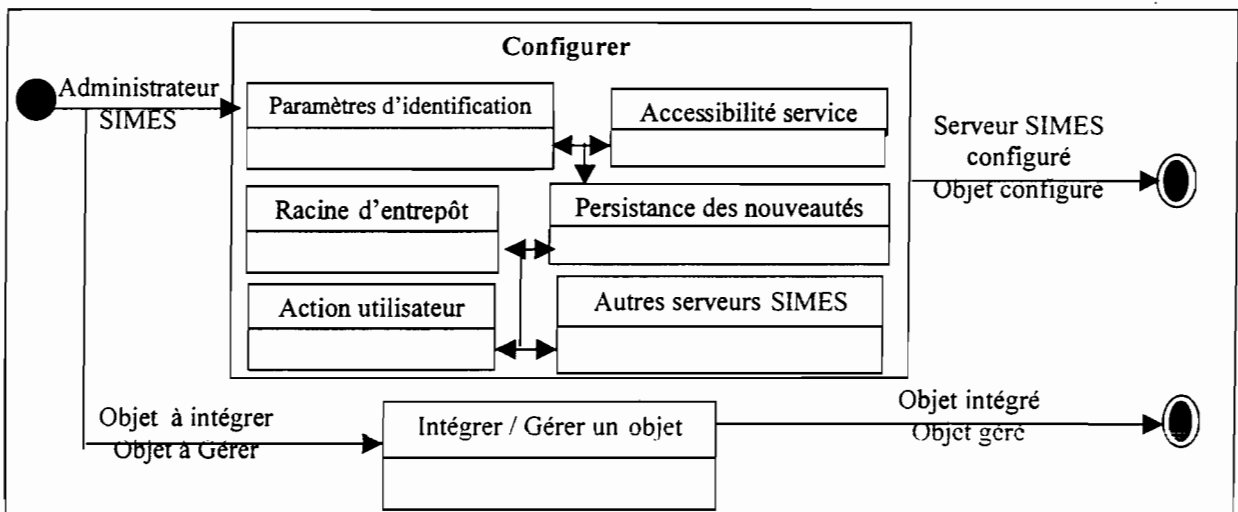 Configurer
Administrateur
SIMES
Paramètres d'identification
Accessibilité service
Serveur SIMES
configuré
Objet configuré
Racine d'entrepôt
Persistance des nouveautés
Action utilisateur
Autres serveurs SIMES
Objet à intégrer
Objet à Gérer
Intégrer / Gérer un objet
Objet intégré
Objet géré